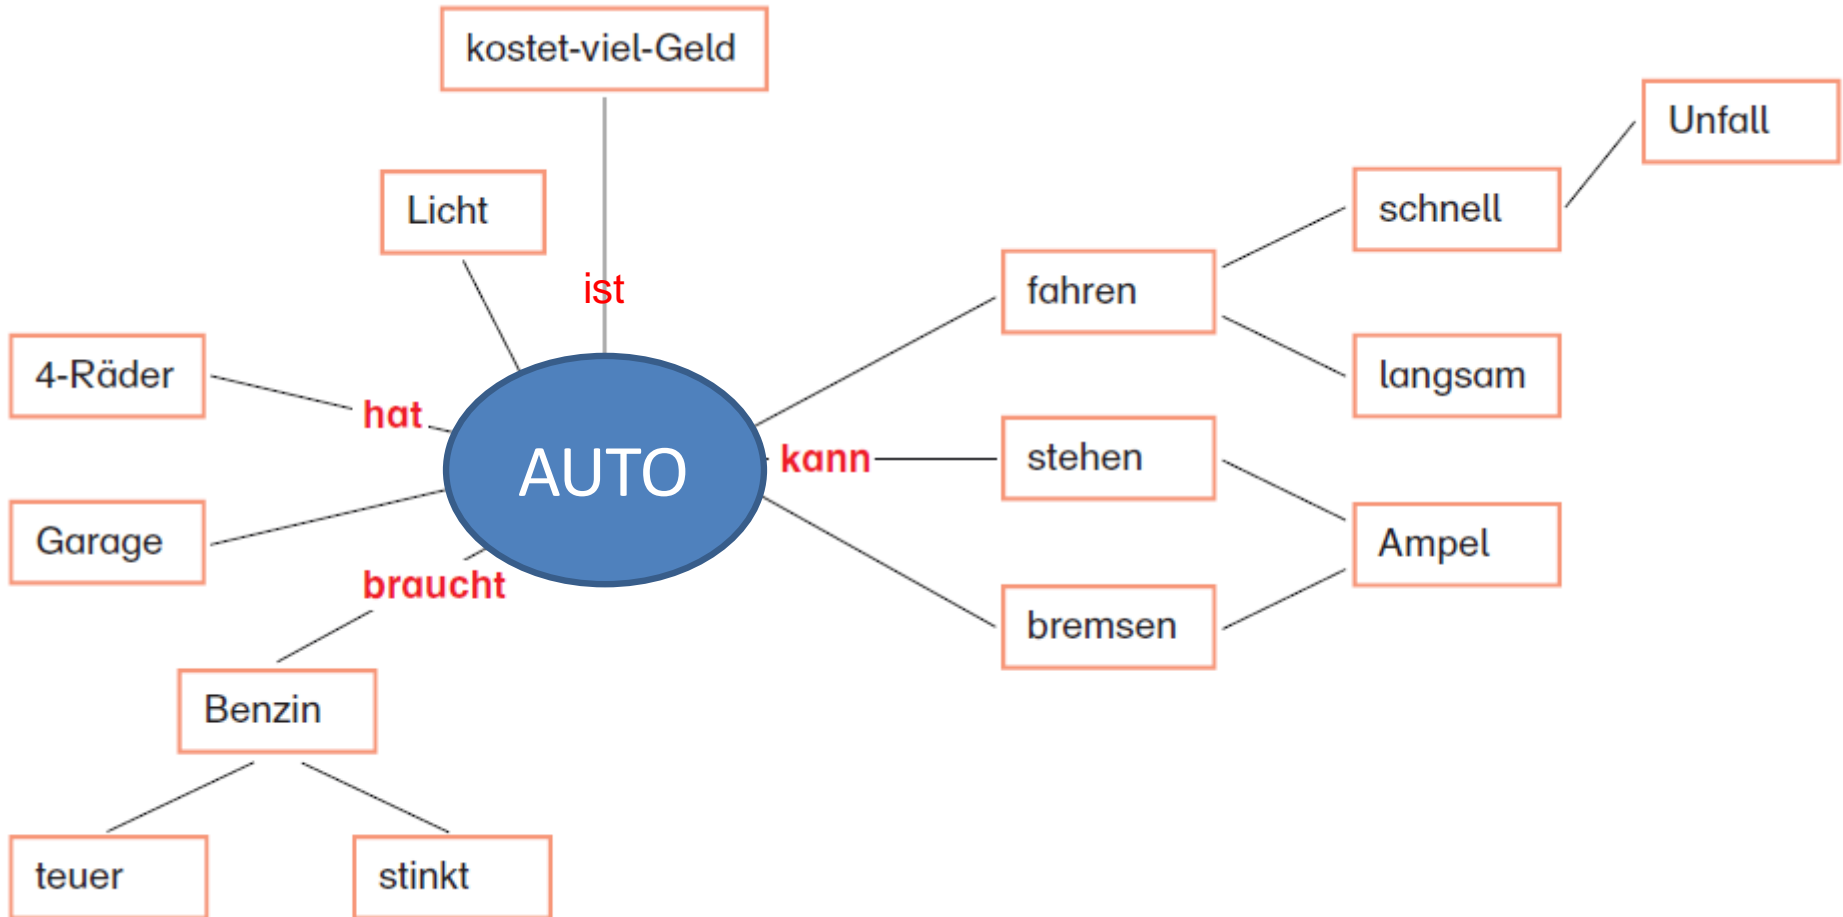 kostet-viel-Geld
Unfall
Licht
schnell
ist
fahren
4-Räder
langsam
hat
AUTO
kann
stehen
Garage
Ampel
braucht
bremsen
Benzin
teuer
stinkt